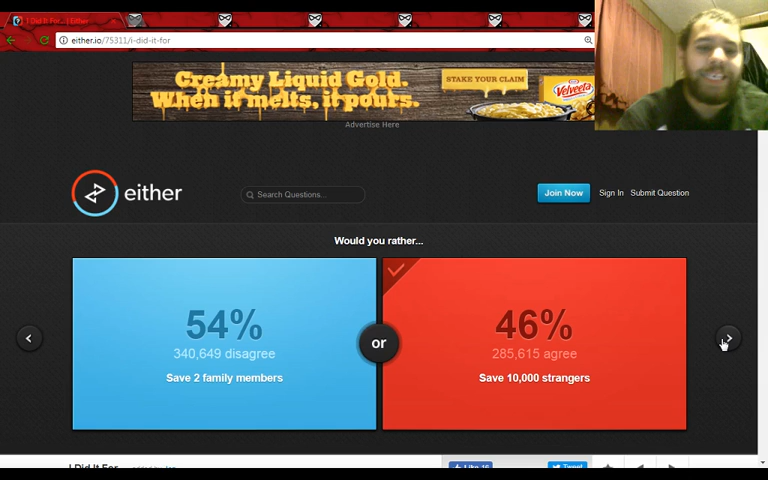 I Did It For... | Either
either.io/75311/i-did-it-for
Creamy Liquid Gold.
When it melts, it pours.
STAKE YOUR CLAIM
Velveeta
Advertise Here
either
Search Questions...
Join Now
Sign In
Submit Question
Would you rather...
54%
340,649 disagree
Save 2 family members
or
46%
285,615 agree
Save 10,000 strangers
I Did It For...
Like 16
Tweet